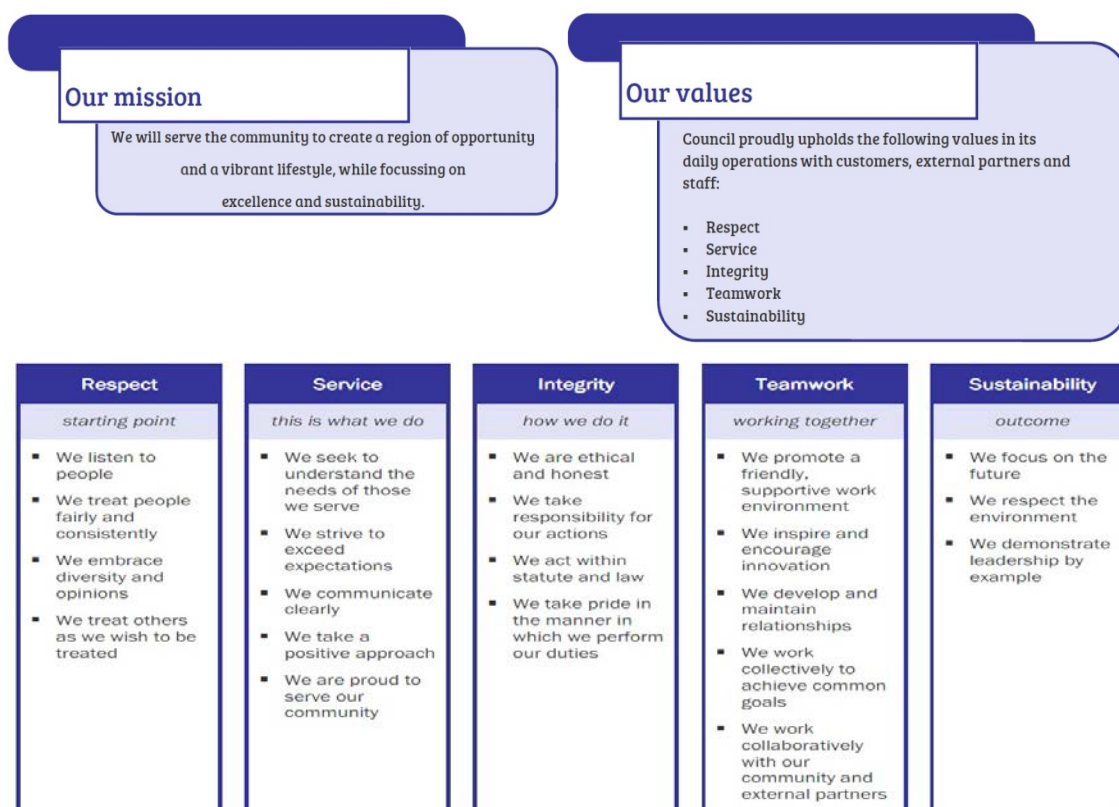 Our mission
We will serve the community to create a region of opportunity
and a vibrant lifestyle, while focussing on
excellence and sustainability.
Our values
Council proudly upholds the following values in its
daily operations with customers, external partners and
staff:
▪ Respect
▪ Service
▪ Integrity
▪ Teamwork
▪ Sustainability
Respect
starting point
▪ We listen to
people
▪ We treat people
fairly and
consistently
▪ We embrace
diversity and
opinions
▪ We treat others
as we wish to be
treated
Service
this is what we do
▪ We seek to
understand the
needs of those
we serve
▪ We strive to
exceed
expectations
▪ We communicate
clearly
▪ We take a
positive approach
▪ We are proud to
serve our
community
Integrity
how we do it
▪ We are ethical
and honest
▪ We take
responsibility for
our actions
▪ We act within
statute and law
▪ We take pride in
the manner in
which we perform
our duties
Teamwork
working together
▪ We promote a
friendly,
supportive work
environment
▪ We inspire and
encourage
innovation
▪ We develop and
maintain
relationships
▪ We work
collectively to
achieve common
goals
▪ We work
collaboratively
with our
community and
external partners
Sustainability
outcome
▪ We focus on the
future
▪ We respect the
environment
▪ We demonstrate
leadership by
example